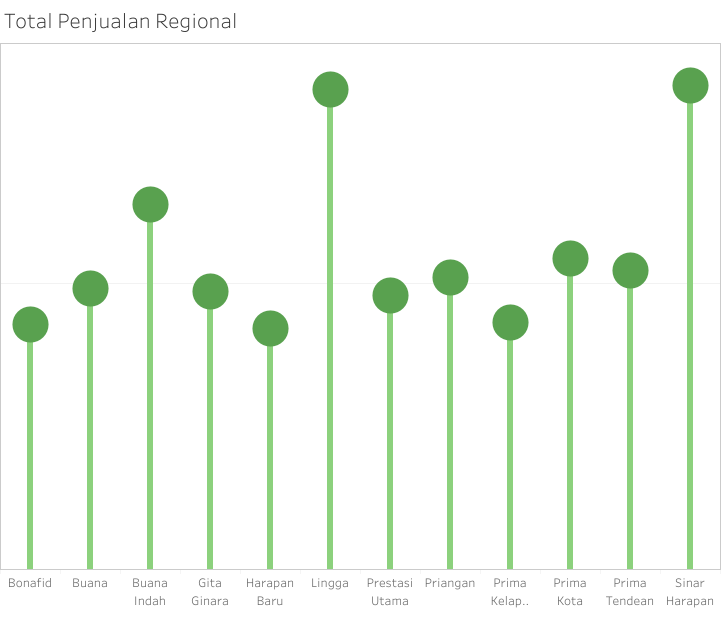 Total Penjualan Regional
Bonafid
Buana
Buana
Indah
Gita
Ginara
Harapan
Baru
Lingga
Prestasi
Utama
Priangan
Prima
Kelap..
Prima
Kota
Prima
Tendean
Sinar
Harapan